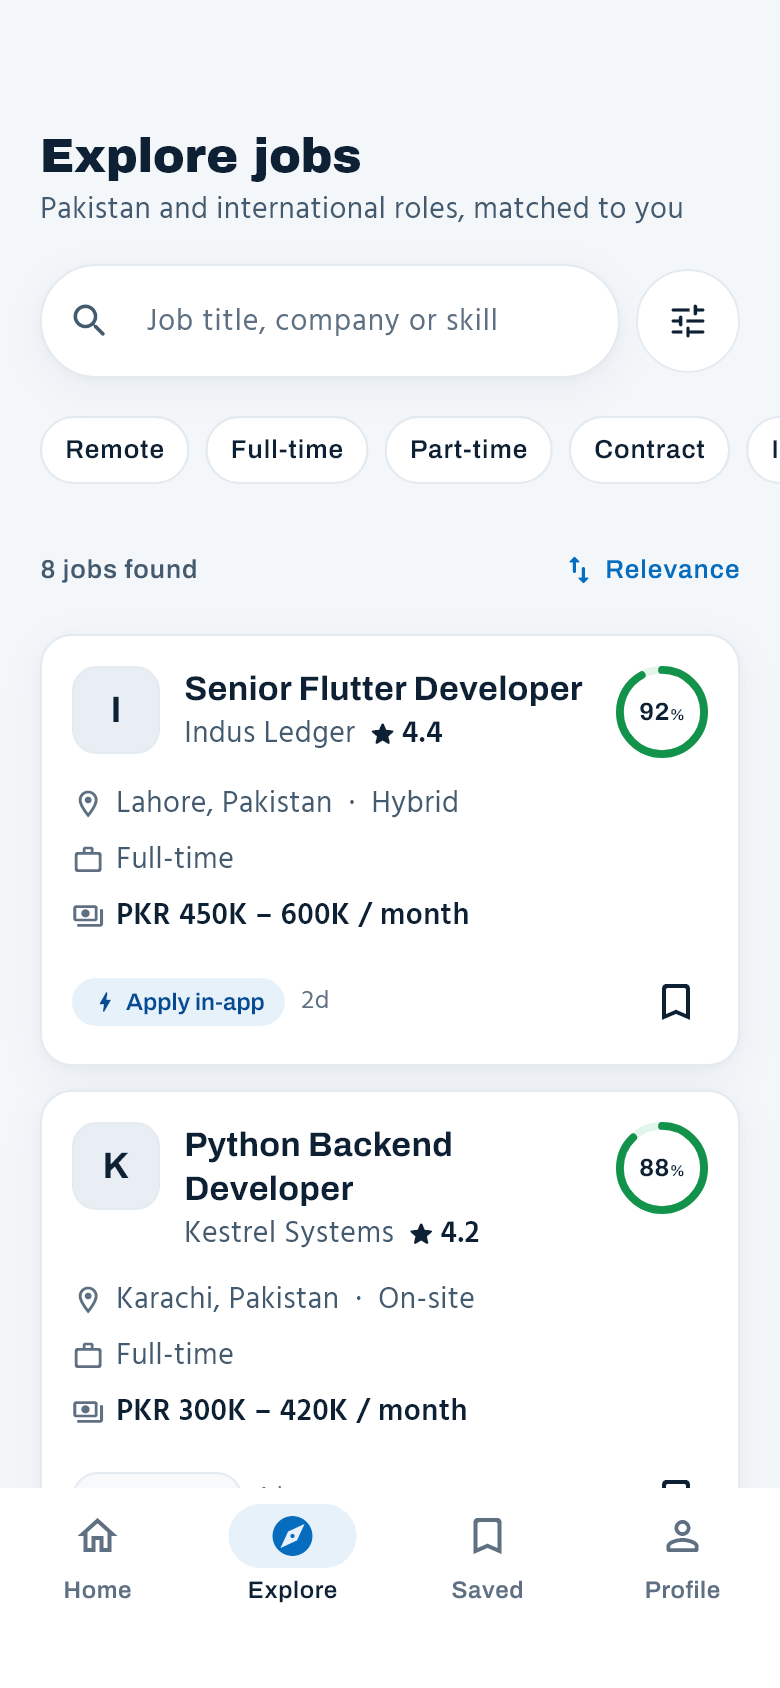 Explore jobs
Pakistan and international roles, matched to you
Job title, company or skill
Remote Full-time Part-time Contract
8 jobs found Relevance
I
Senior Flutter Developer
Indus Ledger 4.4
92%
Lahore, Pakistan · Hybrid
Full-time
PKR 450K – 600K / month
Apply in-app 2d
K
Python Backend
Developer
Kestrel Systems 4.2
88%
Karachi, Pakistan · On-site
Full-time
PKR 300K – 420K / month
Home Explore Saved Profile